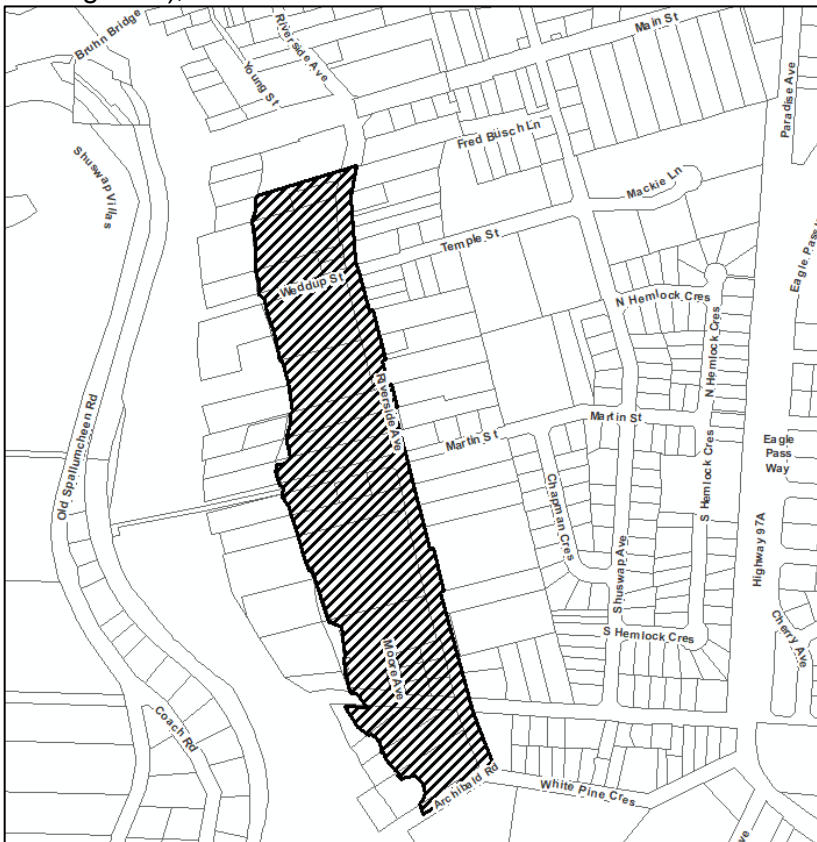 Bruhn Bridge
Riverside Ave
Main St
Young St
Paradise Ave
Fred Busch Ln
Shuswap Villas
Mackie Ln
Temple St
Weddup St
N Hemlock Cres
N Hemlock Cres
Riverside Ave
Old Spallumcheen Rd
Martin St
Martin St
Eagle
Pass
Way
Chapman Cres
S Hemlock Cres
Highway 97A
Shuswap Ave
S Hemlock Cres
Cherry Ave
Moore Ave
Coach Rd
Archibald Rd
White Pine Cres